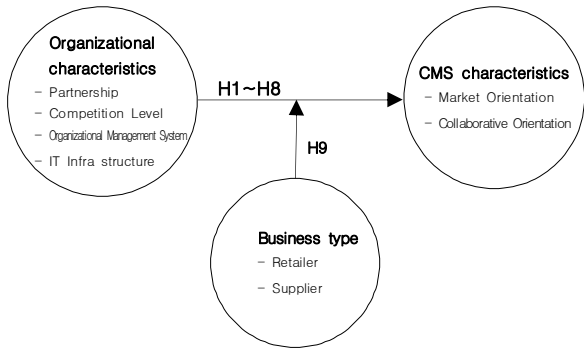 Organizational
characteristics
– Partnership
– Competition Level
– Organizational Management System
– IT Infra structure
H1~H8
CMS characteristics
– Market Orientation
– Collaborative Orientation
H9
Business type
– Retailer
– Supplier